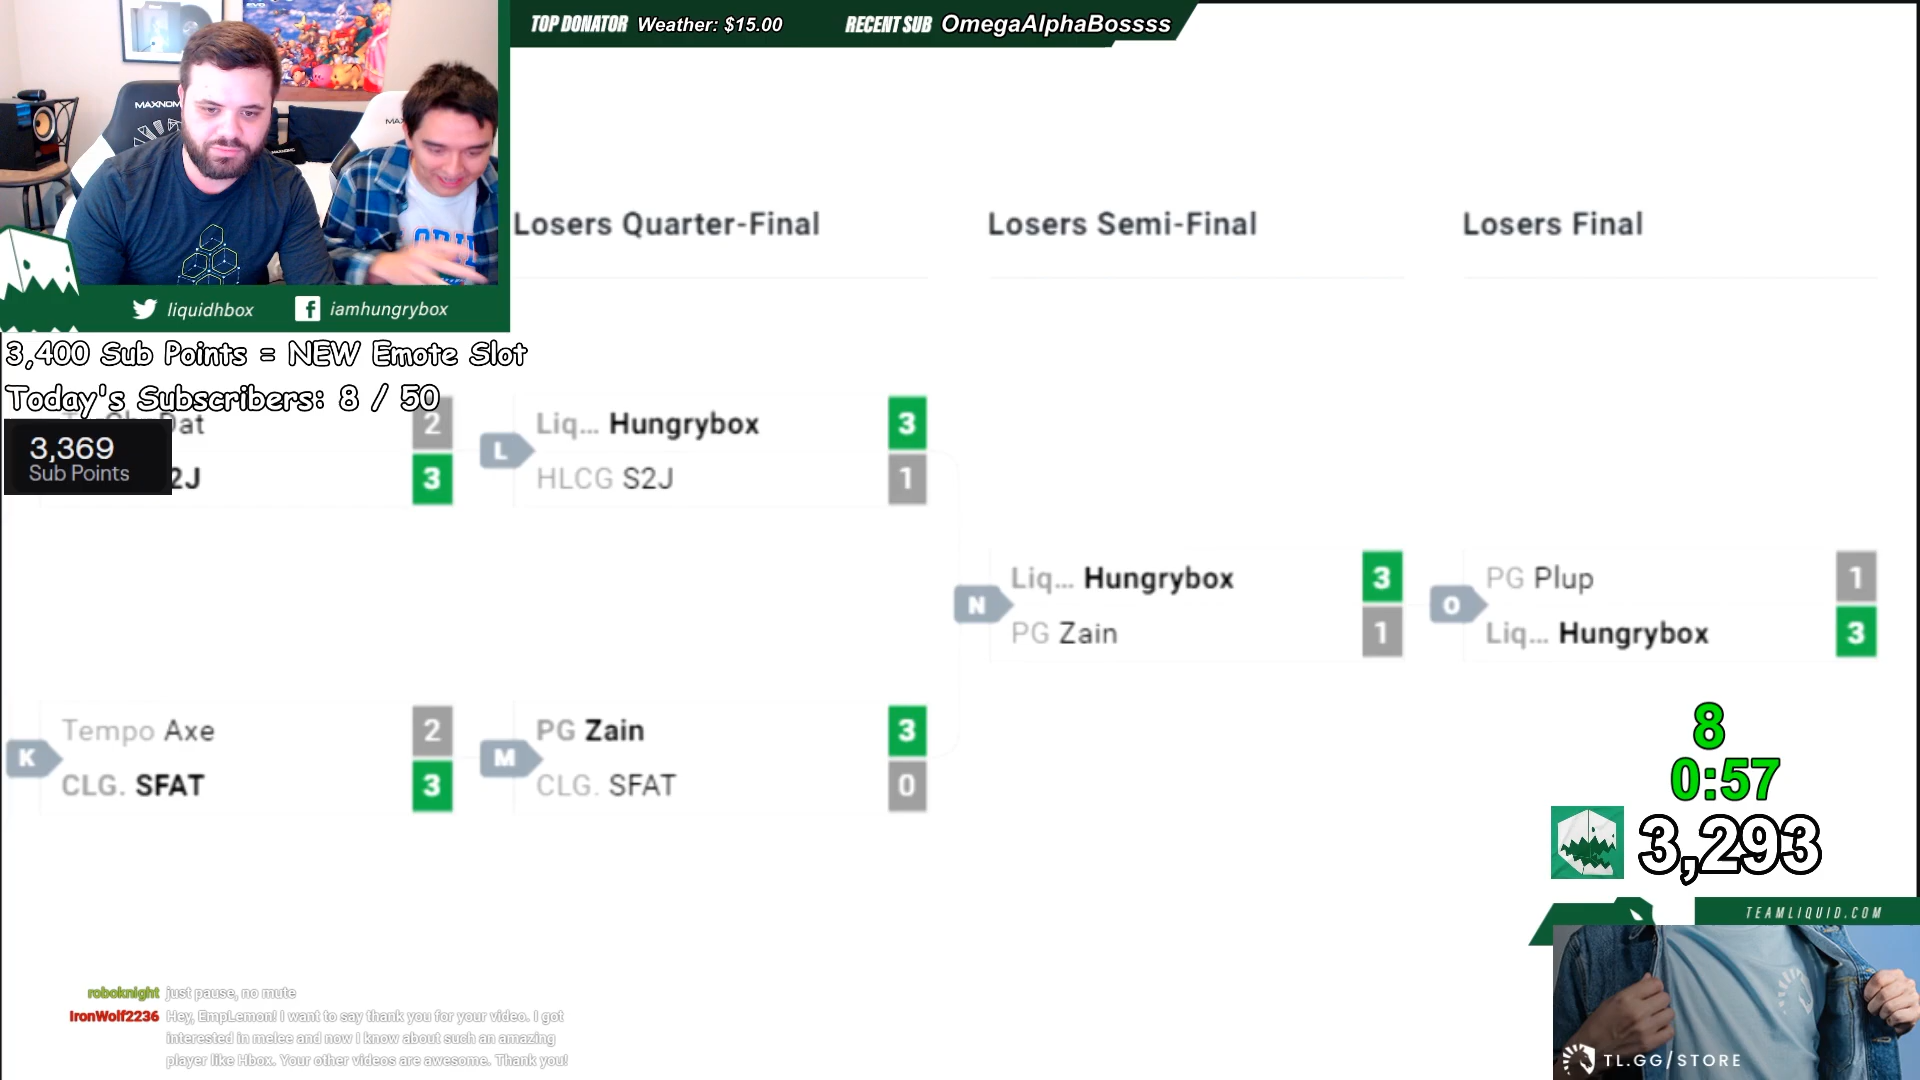 TOP DONATOR Weather: $15.00
RECENT SUB OmegaAlphaBossss
MAXNOMIC
MAX
liquidhbox
iamhungrybox
3,400 Sub Points = NEW Emote Slot
Today's Subscribers: 8 / 50
3,369
Sub Points
Losers Quarter-Final
Losers Semi-Final
Losers Final
Dat 2
2J 3
L
Liq... Hungrybox 3
HLCG S2J 1
N
Liq... Hungrybox 3
PG Zain 1
O
PG Plup 1
Liq... Hungrybox 3
K
Tempo Axe 2
CLG. SFAT 3
M
PG Zain 3
CLG. SFAT 0
8
0:57
3,293
TEAMLIQUID.COM
TL.GG/STORE
roboknight just pause, no mute
IronWolf2236 Hey, EmpLemon! I want to say thank you for your video. I got
interested in melee and now I know about such an amazing
player like Hbox. Your other videos are awesome. Thank you!